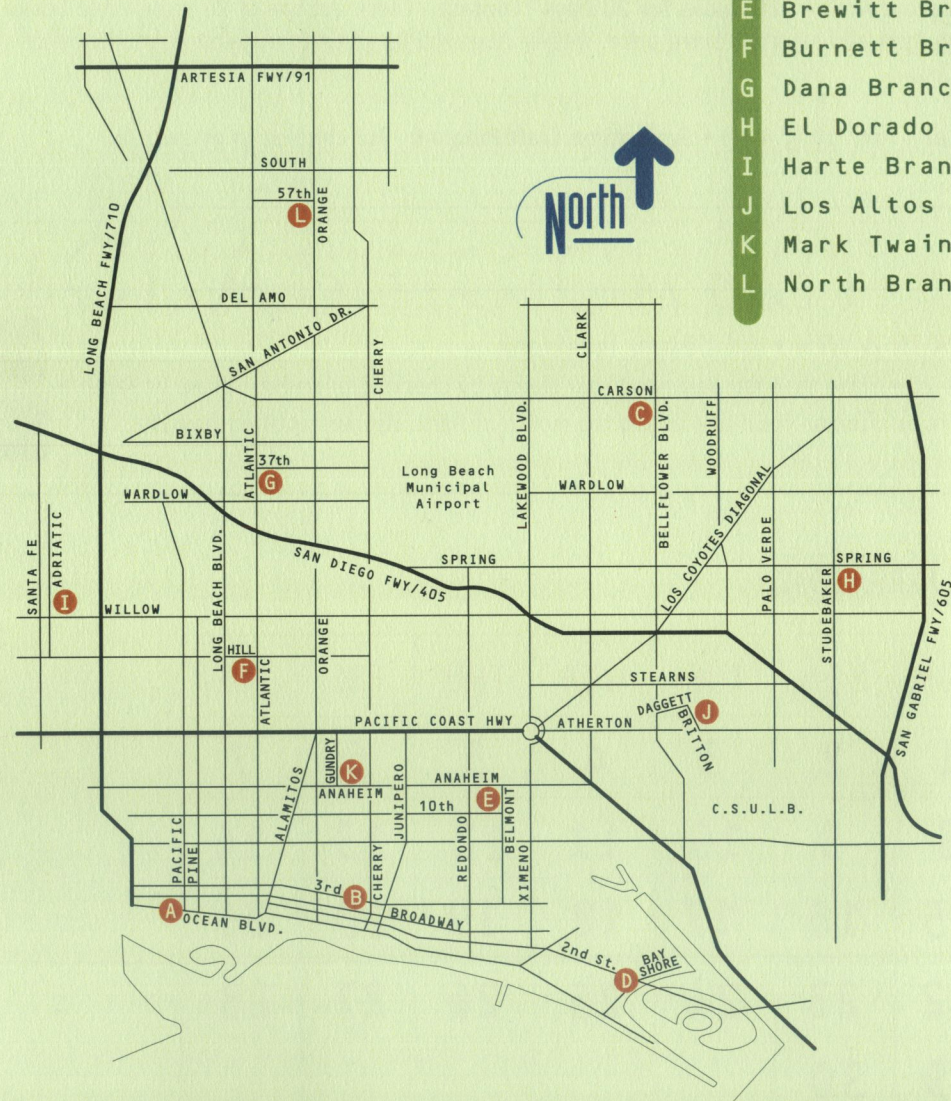 E Brewitt Br
F Burnett Br
G Dana Branc
H El Dorado
I Harte Bran
J Los Altos
K Mark Twain
L North Bran
North
ARTESIA FWY/91
SOUTH
57th
L
ORANGE
LONG BEACH FWY/710
DEL AMO
SAN ANTONIO DR.
CHERRY
CLARK
CARSON
C
LAKEWOOD BLVD.
BELLFLOWER BLVD.
WOODRUFF
BIXBY
ATLANTIC
37th
G
Long Beach
Municipal
Airport
WARDLOW
WARDLOW
LOS COYOTES DIAGONAL
SANTA FE
ADRIATIC
I
SAN DIEGO FWY/405
SPRING
PALO VERDE
SPRING
H
STUDEBAKER
WILLOW
LONG BEACH BLVD.
HILL
F
ATLANTIC
ORANGE
SAN GABRIEL FWY/605
STEARNS
DAGGETT
J
BRITTON
PACIFIC COAST HWY
ATHERTON
ALAMITOS
GUNDRY
K
ANAHEIM
JUNIPERO
ANAHEIM
10th
E
BELMONT
C.S.U.L.B.
PACIFIC
PINE
CHERRY
REDONDO
XIMENO
3rd
B
A
OCEAN BLVD.
BROADWAY
2nd St.
BAY
SHORE
D